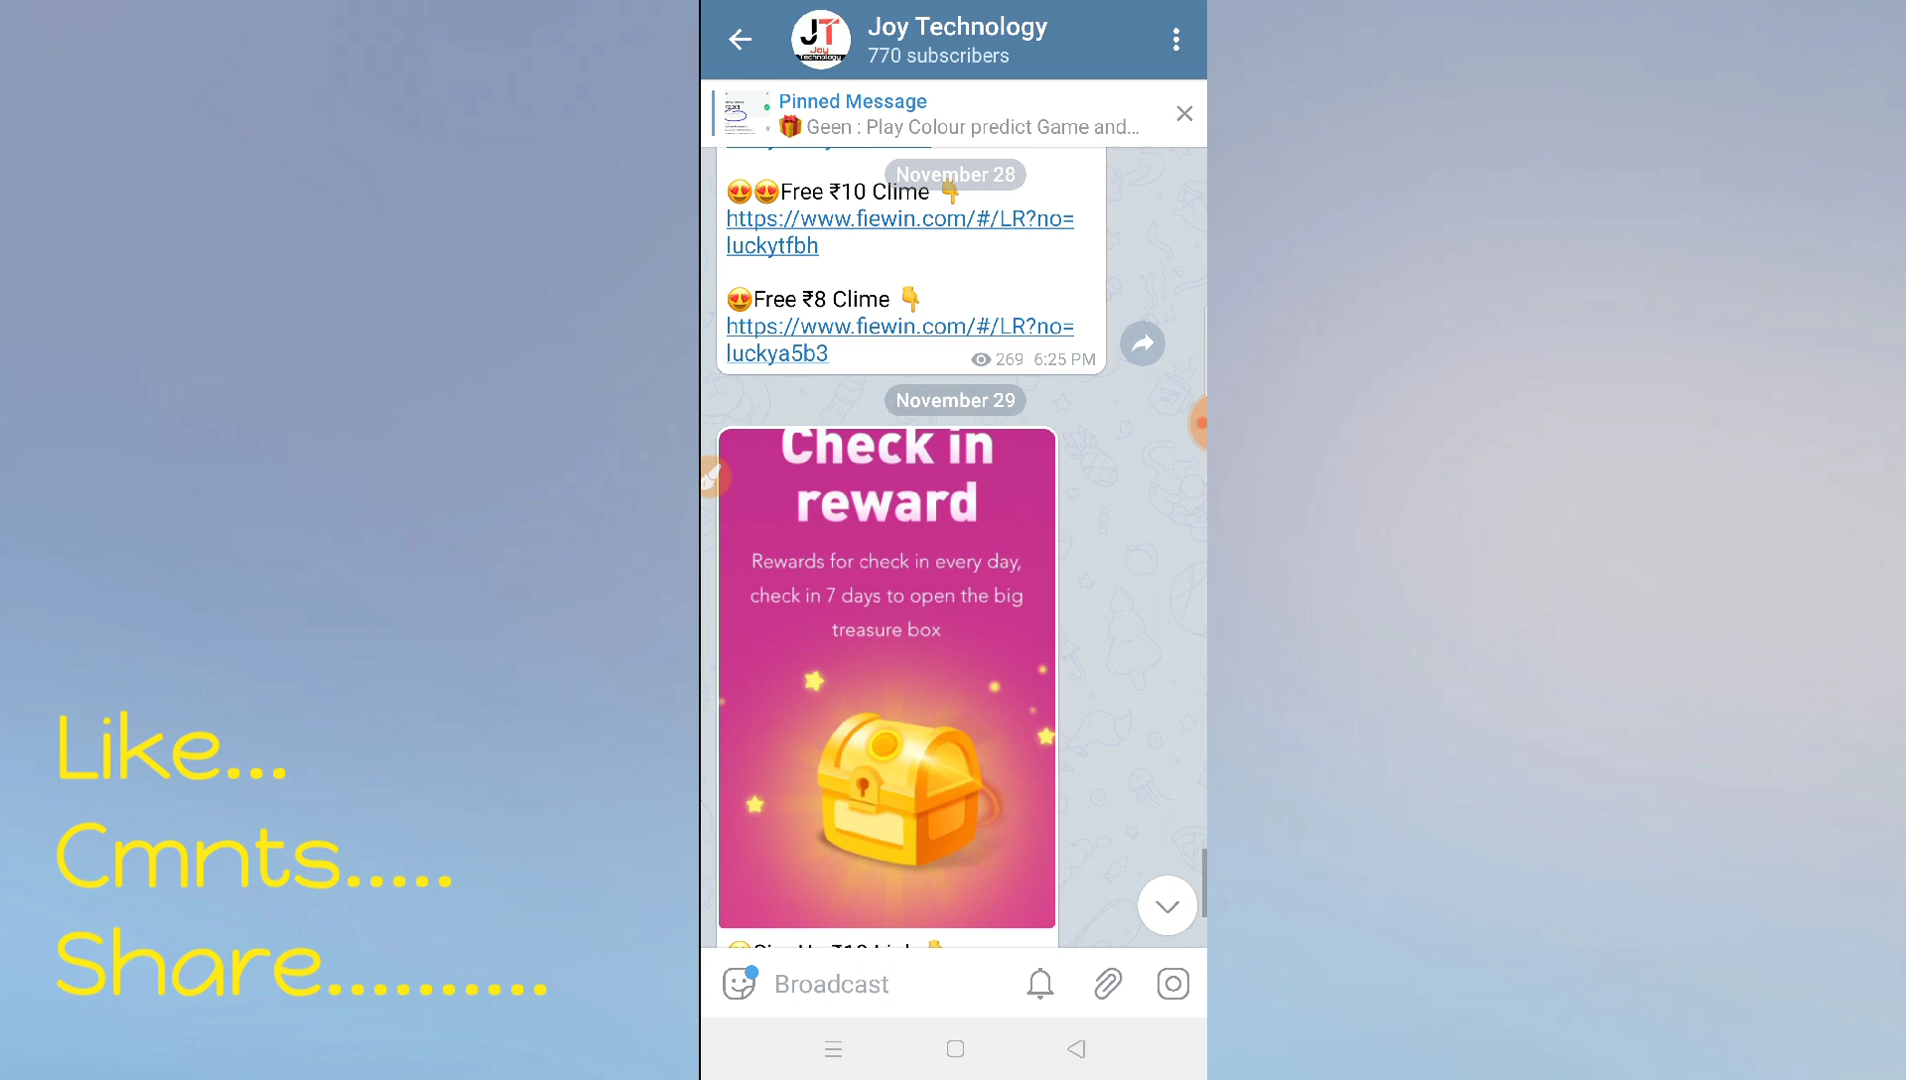 JT
Joy
Technology
Joy Technology
770 subscribers
Pinned Message
🎁 Geen : Play Colour predict Game and...
November 28
😍😍Free ₹10 Clime 👇
https://www.fiewin.com/#/LR?no=
luckytfbh
😍Free ₹8 Clime 👇
https://www.fiewin.com/#/LR?no=
luckya5b3
269 6:25 PM
November 29
Check in
reward
Rewards for check in every day,
check in 7 days to open the big
treasure box
Broadcast
Like...
Cmnts.....
Share..........